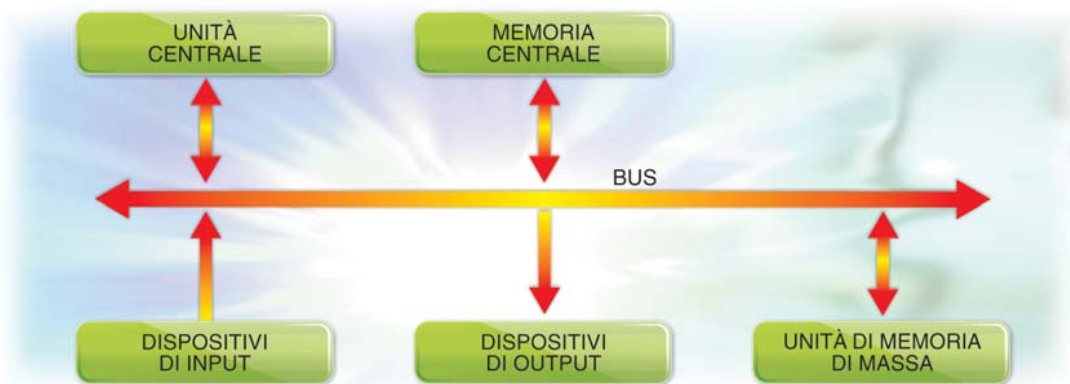 UNITÀ
CENTRALE
MEMORIA
CENTRALE
BUS
DISPOSITIVI
DI INPUT
DISPOSITIVI
DI OUTPUT
UNITÀ DI MEMORIA
DI MASSA